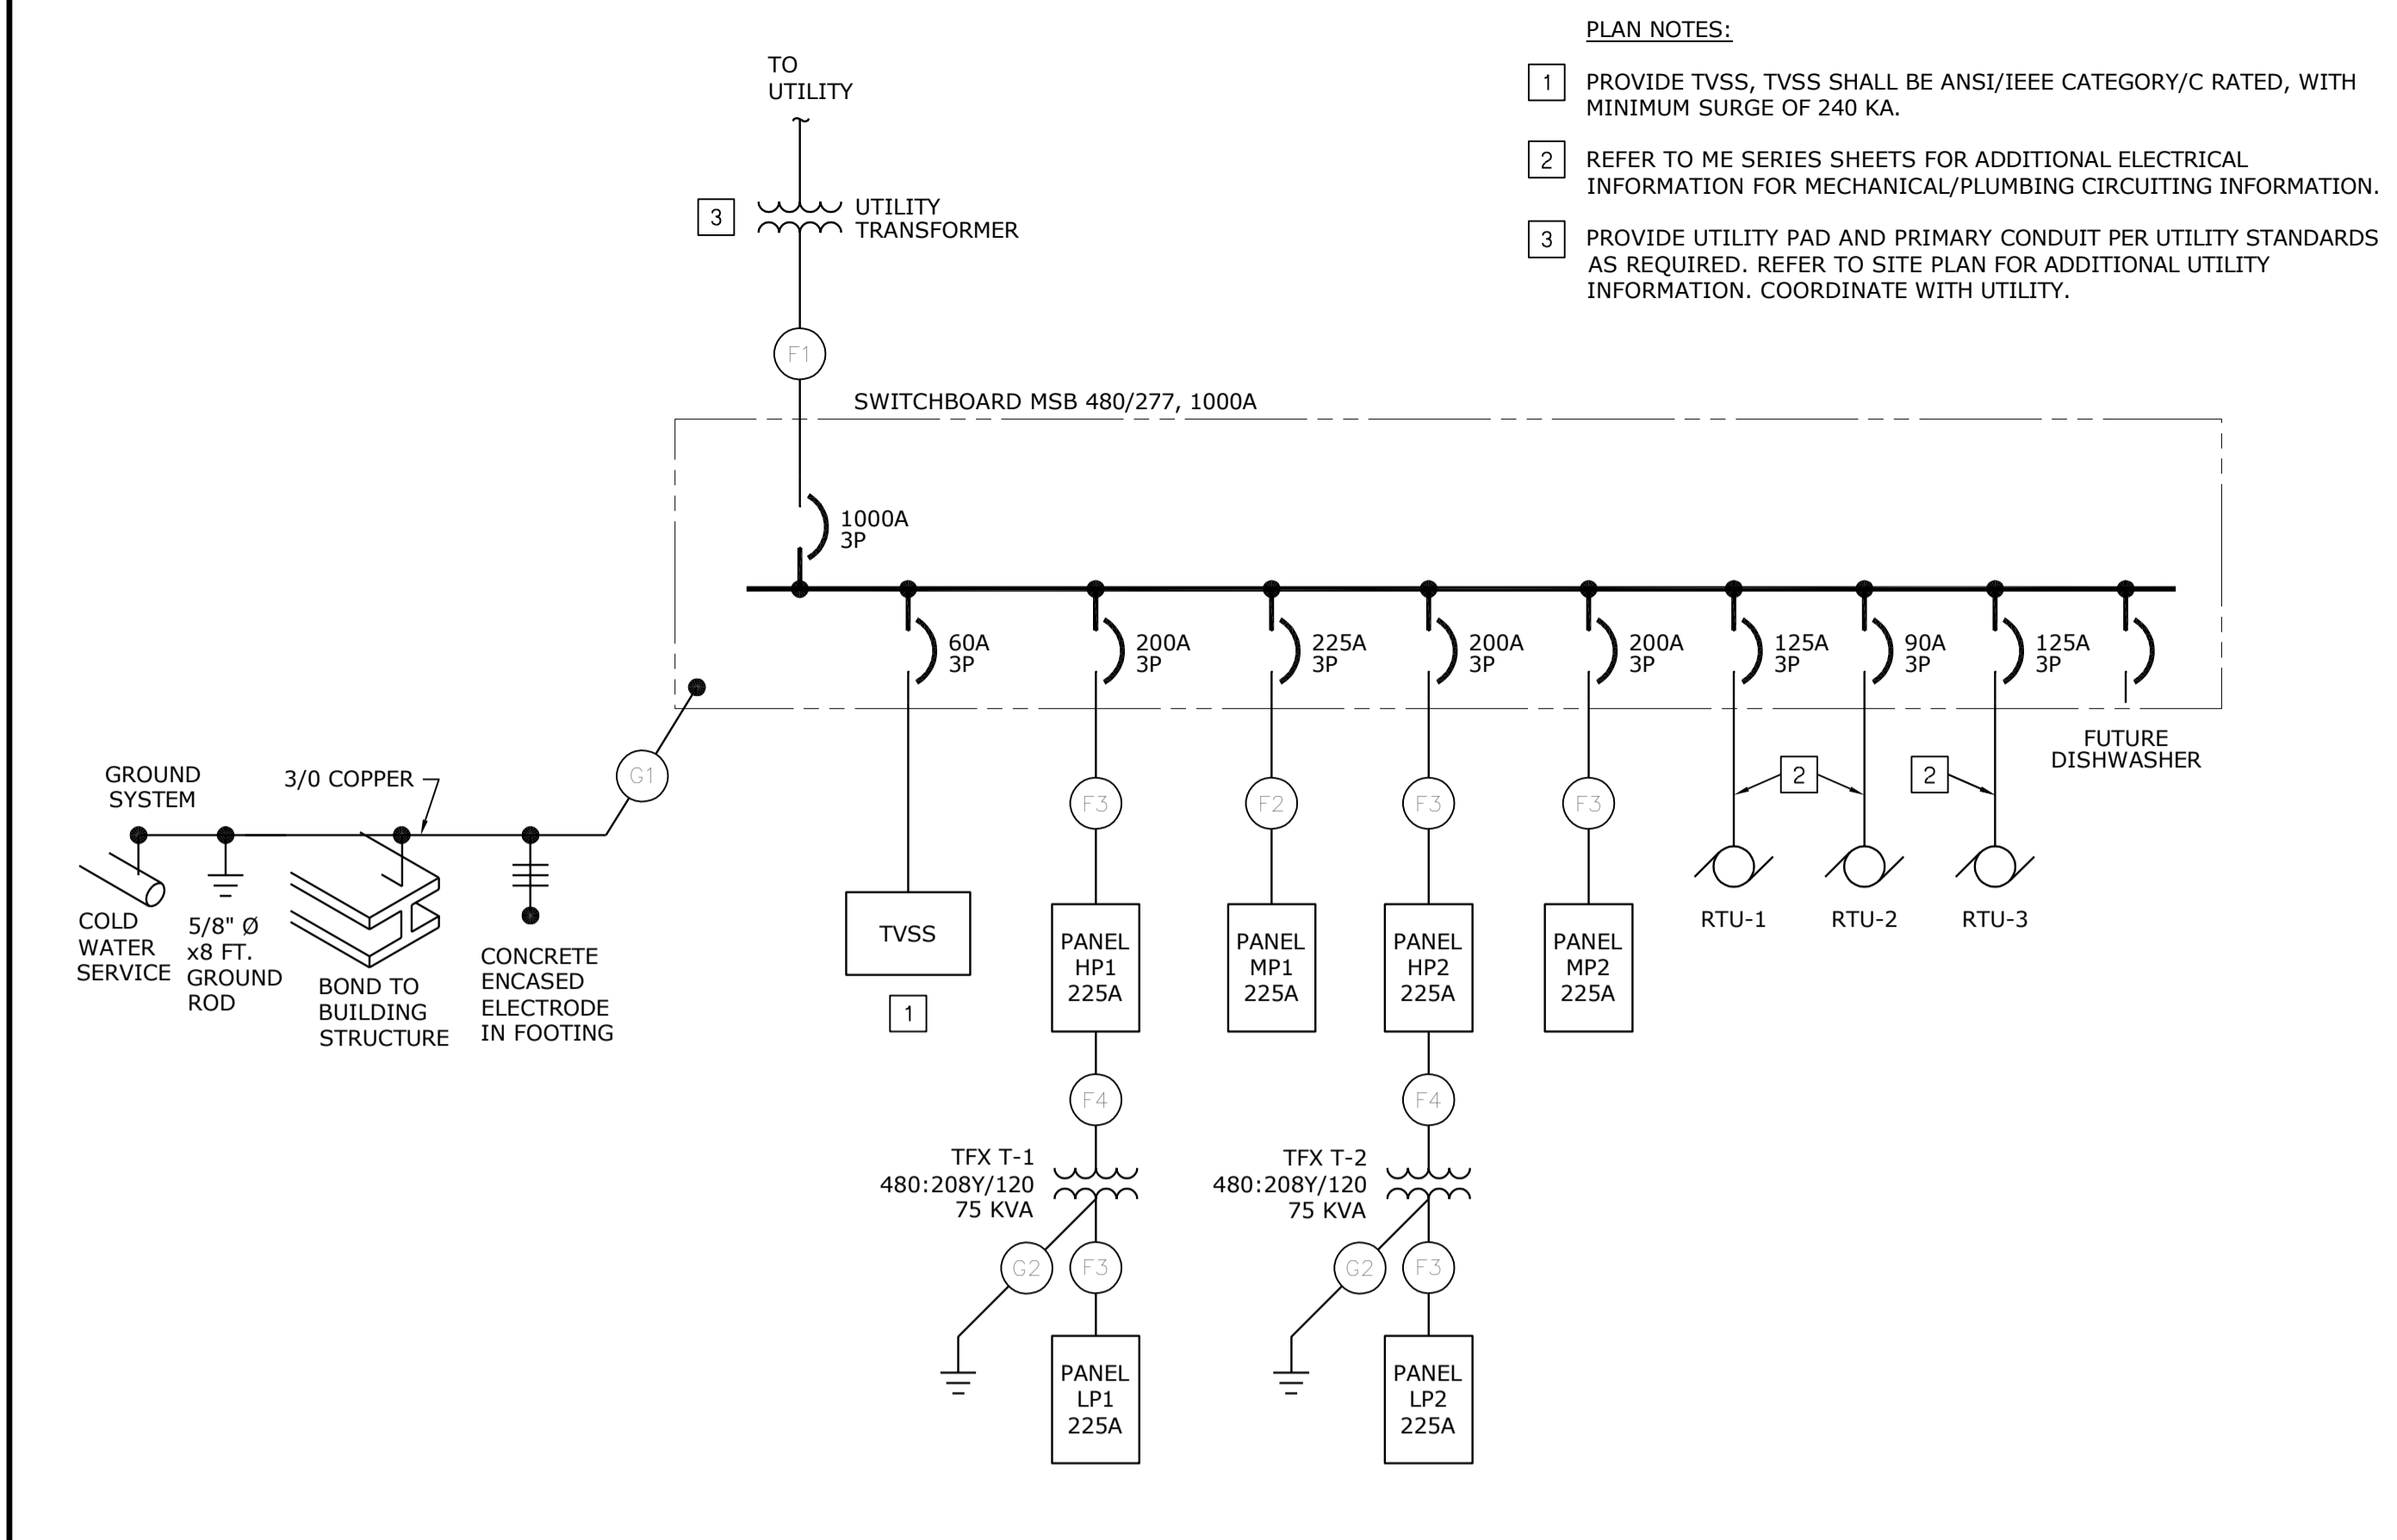 PLAN NOTES:
1 PROVIDE TVSS, TVSS SHALL BE ANSI/IEEE CATEGORY/C RATED, WITH
MINIMUM SURGE OF 240 KA.
2 REFER TO ME SERIES SHEETS FOR ADDITIONAL ELECTRICAL
INFORMATION FOR MECHANICAL/PLUMBING CIRCUITING INFORMATION.
3 PROVIDE UTILITY PAD AND PRIMARY CONDUIT PER UTILITY STANDARDS
AS REQUIRED. REFER TO SITE PLAN FOR ADDITIONAL UTILITY
INFORMATION. COORDINATE WITH UTILITY.
TO
UTILITY
3
UTILITY
TRANSFORMER
F1
SWITCHBOARD MSB 480/277, 1000A
1000A
3P
60A
3P
200A
3P
225A
3P
200A
3P
200A
3P
125A
3P
90A
3P
125A
3P
FUTURE
DISHWASHER
G1
GROUND
SYSTEM
3/0 COPPER
COLD
WATER
SERVICE
5/8" Ø
x8 FT.
GROUND
ROD
BOND TO
BUILDING
STRUCTURE
CONCRETE
ENCASED
ELECTRODE
IN FOOTING
F3
F2
F3
F3
2
2
TVSS
1
PANEL
HP1
225A
PANEL
MP1
225A
PANEL
HP2
225A
PANEL
MP2
225A
RTU-1
RTU-2
RTU-3
F4
F4
TFX T-1
480:208Y/120
75 KVA
TFX T-2
480:208Y/120
75 KVA
G2
F3
G2
F3
PANEL
LP1
225A
PANEL
LP2
225A